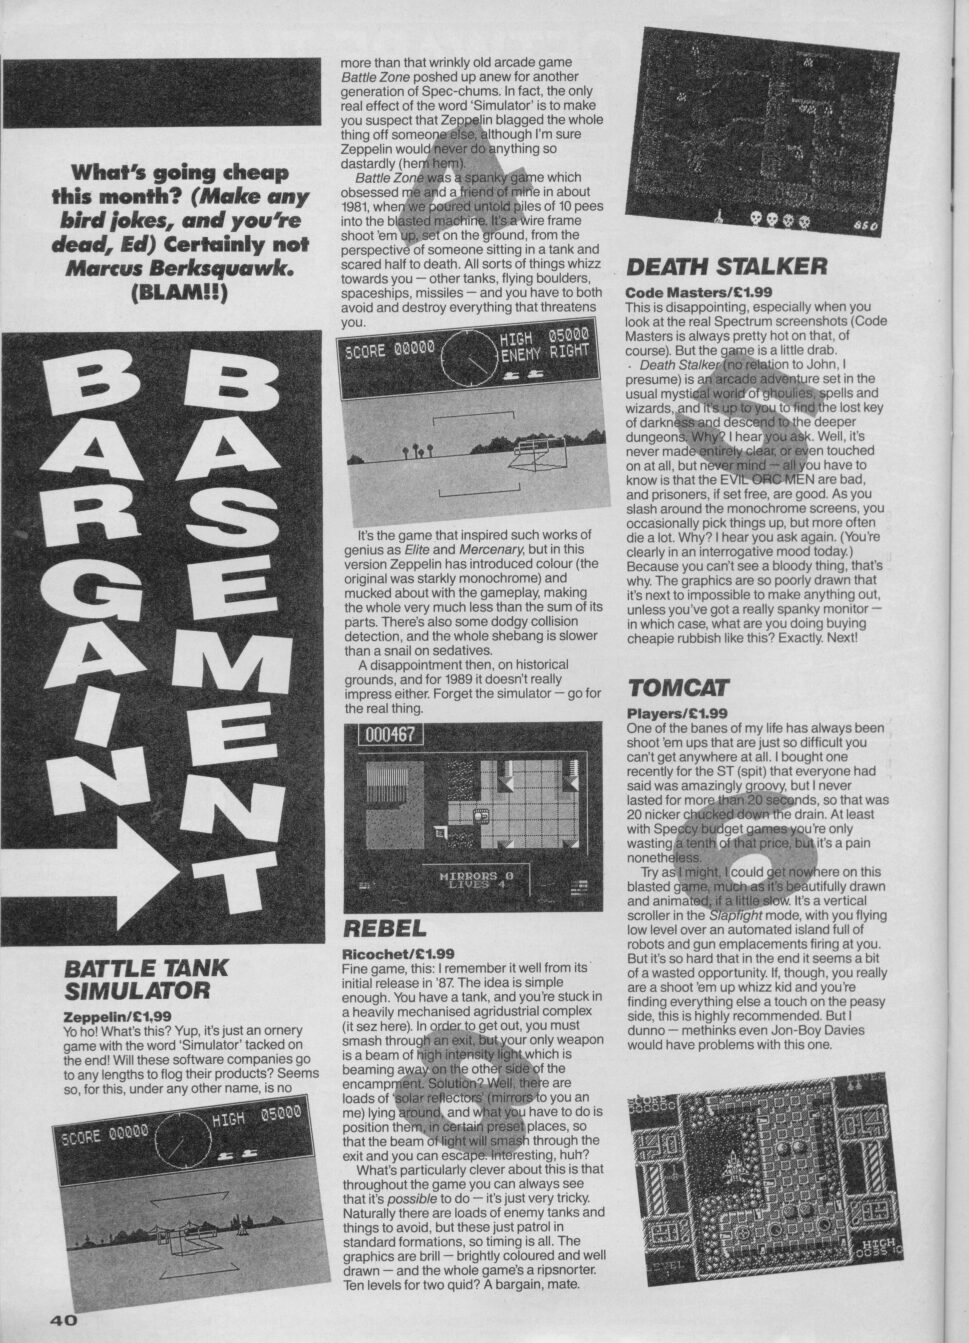 What's going cheap
this month? (Make any
bird jokes, and you're
dead, Ed) Certainly not
Marcus Berksquawk.
(BLAM!!)
BARGAIN
BASEMENT
BATTLE TANK
SIMULATOR
Zeppelin/£1,99
Yo ho! What's this? Yup, it's just an ornery
game with the word 'Simulator' tacked on
the end! Will these software companies go
to any lengths to flog their products? Seems
so, for this, under any other name, is no
SCORE 00000
HIGH 05000
40
more than that wrinkly old arcade game
Battle Zone poshed up anew for another
generation of Spec-chums. In fact, the only
real effect of the word 'Simulator' is to make
you suspect that Zeppelin blagged the whole
thing off someone else, although I'm sure
Zeppelin would never do anything so
dastardly (hem hem).
Battle Zone was a spanky game which
obsessed me and a friend of mine in about
1981, when we poured untold piles of 10 pees
into the blasted machine. It's a wire frame
shoot 'em up, set on the ground, from the
perspective of someone sitting in a tank and
scared half to death. All sorts of things whizz
towards you — other tanks, flying boulders,
spaceships, missiles — and you have to both
avoid and destroy everything that threatens
you.
4
SCORE 00000
HIGH 05000
ENEMY RIGHT
It's the game that inspired such works of
genius as Elite and Mercenary, but in this
version Zeppelin has introduced colour (the
original was starkly monochrome) and
mucked about with the gameplay, making
the whole very much less than the sum of its
parts. There's also some dodgy collision
detection, and the whole shebang is slower
than a snail on sedatives.
A disappointment then, on historical
grounds, and for 1989 it doesn't really
impress either. Forget the simulator — go for
the real thing.
000467
MIRRORS 0
LIVES 4
REBEL
Ricochet/£1.99
Fine game, this: I remember it well from its
initial release in '87. The idea is simple
enough. You have a tank, and you're stuck in
a heavily mechanised agridustrial complex
(it sez here). In order to get out, you must
smash through an exit, but your only weapon
is a beam of high intensity light which is
beaming away on the other side of the
encampment. Solution? Well, there are
loads of 'solar reflectors' (mirrors to you an
me) lying around, and what you have to do is
position them in certain preset places, so
that the beam of light will smash through the
exit and you can escape. Interesting, huh?
What's particularly clever about this is that
throughout the game you can always see
that it's possible to do — it's just very tricky.
Naturally there are loads of enemy tanks and
things to avoid, but these just patrol in
standard formations, so timing is all. The
graphics are brill — brightly coloured and well
drawn — and the whole game's a ripsnorter.
Ten levels for two quid? A bargain, mate.
8
850
DEATH STALKER
Code Masters/£1.99
This is disappointing, especially when you
look at the real Spectrum screenshots (Code
Masters is always pretty hot on that, of
course). But the game is a little drab.
Death Stalker (no relation to John, I
presume) is an arcade adventure set in the
usual mystical world of ghoulies, spells and
wizards, and it's up to you to find the lost key
of darkness and descend to the deeper
dungeons. Why? I hear you ask. Well, it's
never made entirely clear, or even touched
on at all, but never mind — all you have to
know is that the EVIL ORC MEN are bad,
and prisoners, if set free, are good. As you
slash around the monochrome screens, you
occasionally pick things up, but more often
die a lot. Why? I hear you ask again. (You're
clearly in an interrogative mood today.)
Because you can't see a bloody thing, that's
why. The graphics are so poorly drawn that
it's next to impossible to make anything out,
unless you've got a really spanky monitor —
in which case, what are you doing buying
cheapie rubbish like this? Exactly. Next!
5
TOMCAT
Players/£1.99
One of the banes of my life has always been
shoot 'em ups that are just so difficult you
can't get anywhere at all. I bought one
recently for the ST (spit) that everyone had
said was amazingly groovy, but I never
lasted for more than 20 seconds, so that was
20 nicker chucked down the drain. At least
with Speccy budget games you're only
wasting a tenth of that price, but it's a pain
nonetheless.
Try as I might, I could get nowhere on this
blasted game, much as it's beautifully drawn
and animated, if a little slow. It's a vertical
scroller in the Slapfight mode, with you flying
low level over an automated island full of
robots and gun emplacements firing at you.
But it's so hard that in the end it seems a bit
of a wasted opportunity. If, though, you really
are a shoot 'em up whizz kid and you're
finding everything else a touch on the peasy
side, this is highly recommended. But I
dunno — methinks even Jon-Boy Davies
would have problems with this one.
6
HIGH